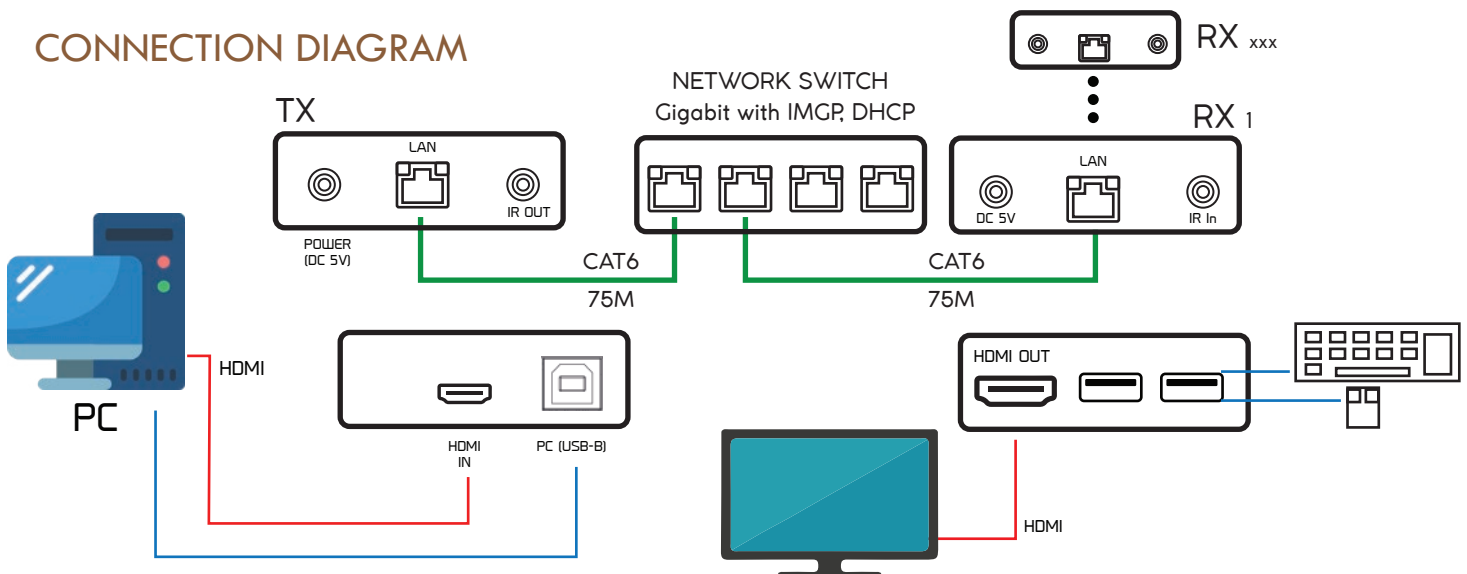 CONNECTION DIAGRAM
RX xxx
NETWORK SWITCH
Gigabit with IMGP, DHCP
TX
RX 1
LAN
IR OUT
POWER
(DC 5V)
LAN
DC 5V
IR In
CAT6
75M
CAT6
75M
HDMI
PC
HDMI
IN
PC (USB-B)
HDMI OUT
HDMI